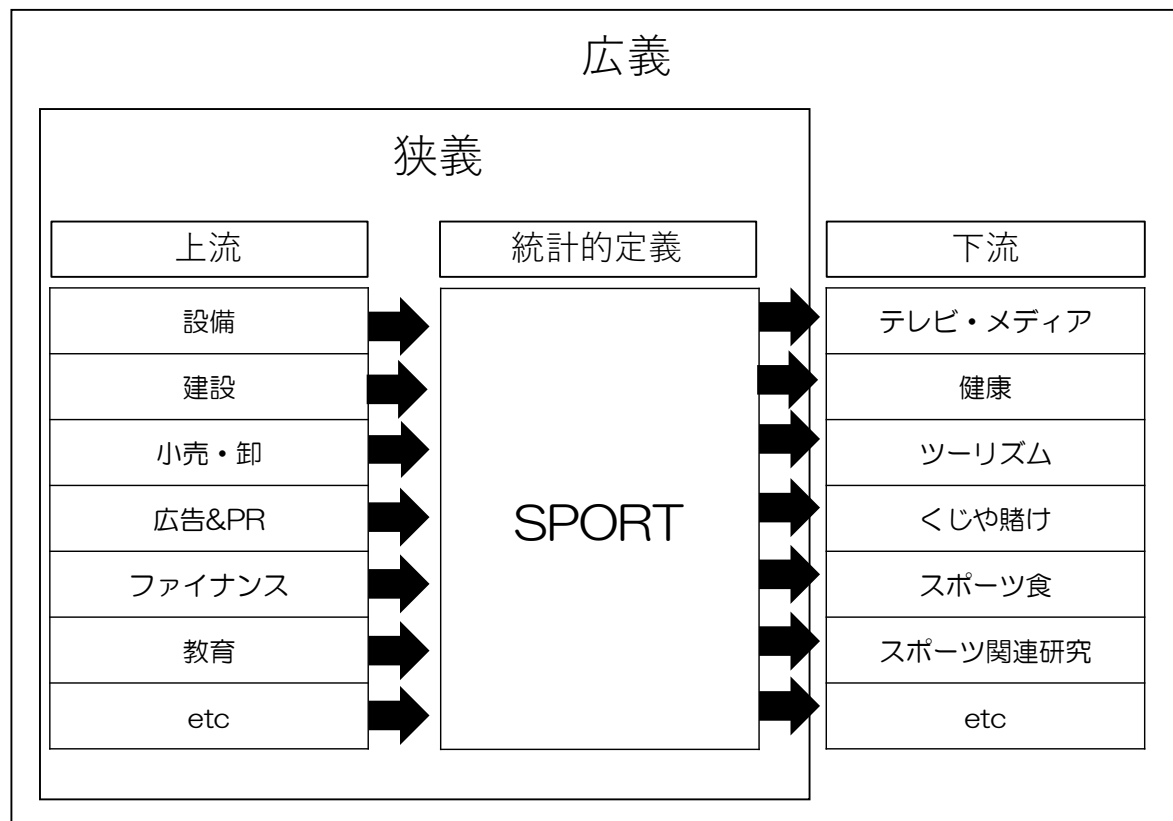 広義
狭義
上流
統計的定義
下流
設備
建設
小売・卸
広告&PR
ファイナンス
教育
etc
SPORT
テレビ・メディア
健康
ツーリズム
くじや賭け
スポーツ食
スポーツ関連研究
etc